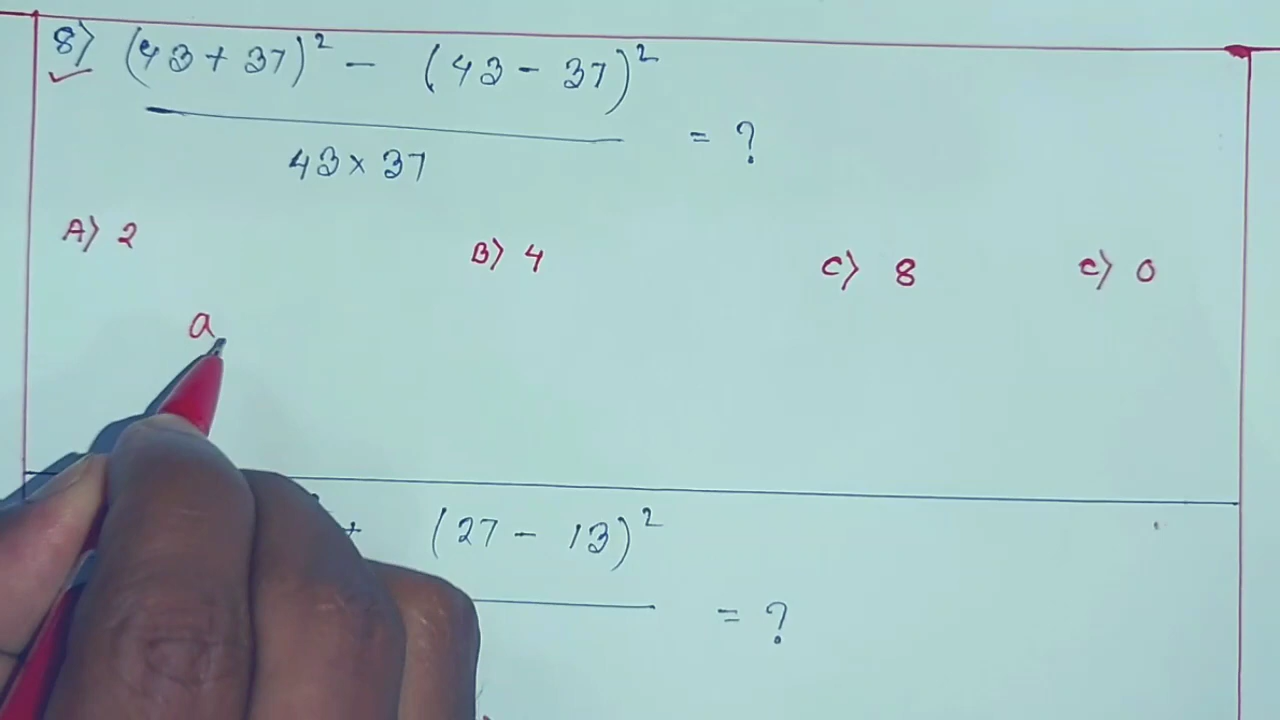 8) (43 + 37)² - (43 - 37)²
43 × 37
= ?
A) 2 B) 4 C) 8 C) 0
a
+ (27 - 13)²
= ?